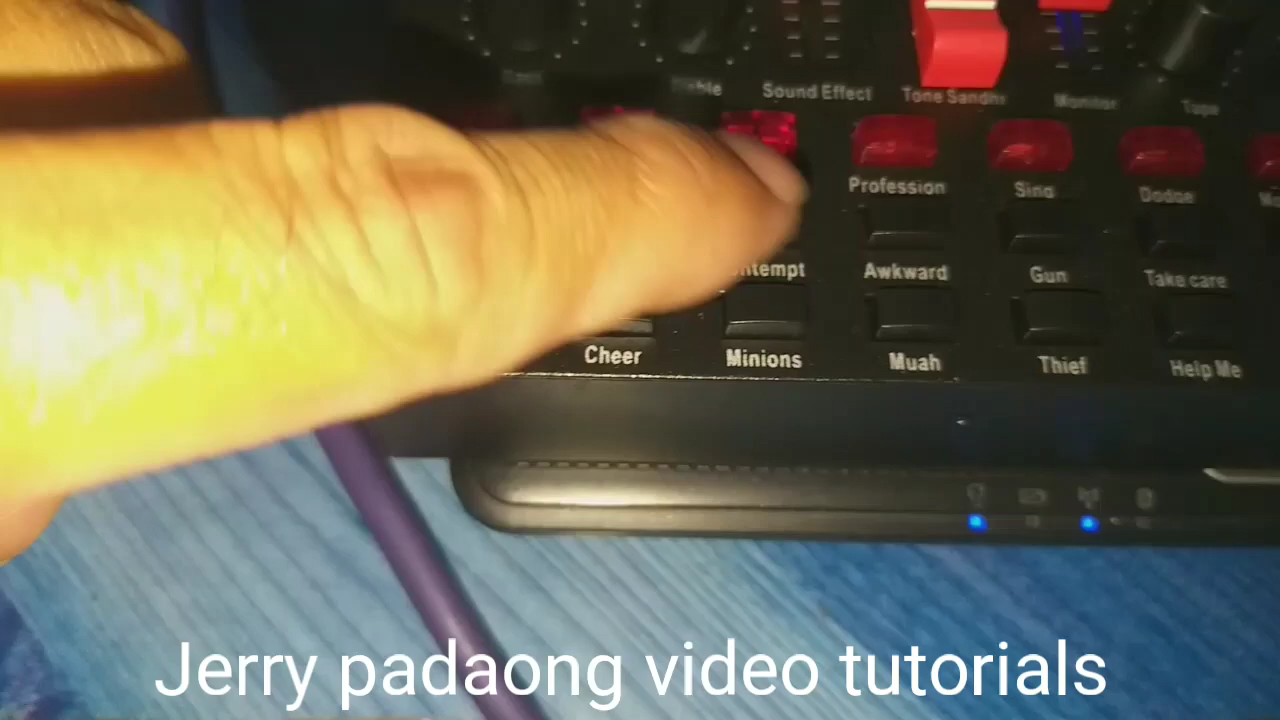 Sound Effect Tone Sandhi Monitor Tape
Profession Sing Dodge
Awkward Gun Take care
Cheer Minions Muah Thief Help Me
Jerry padaong video tutorials